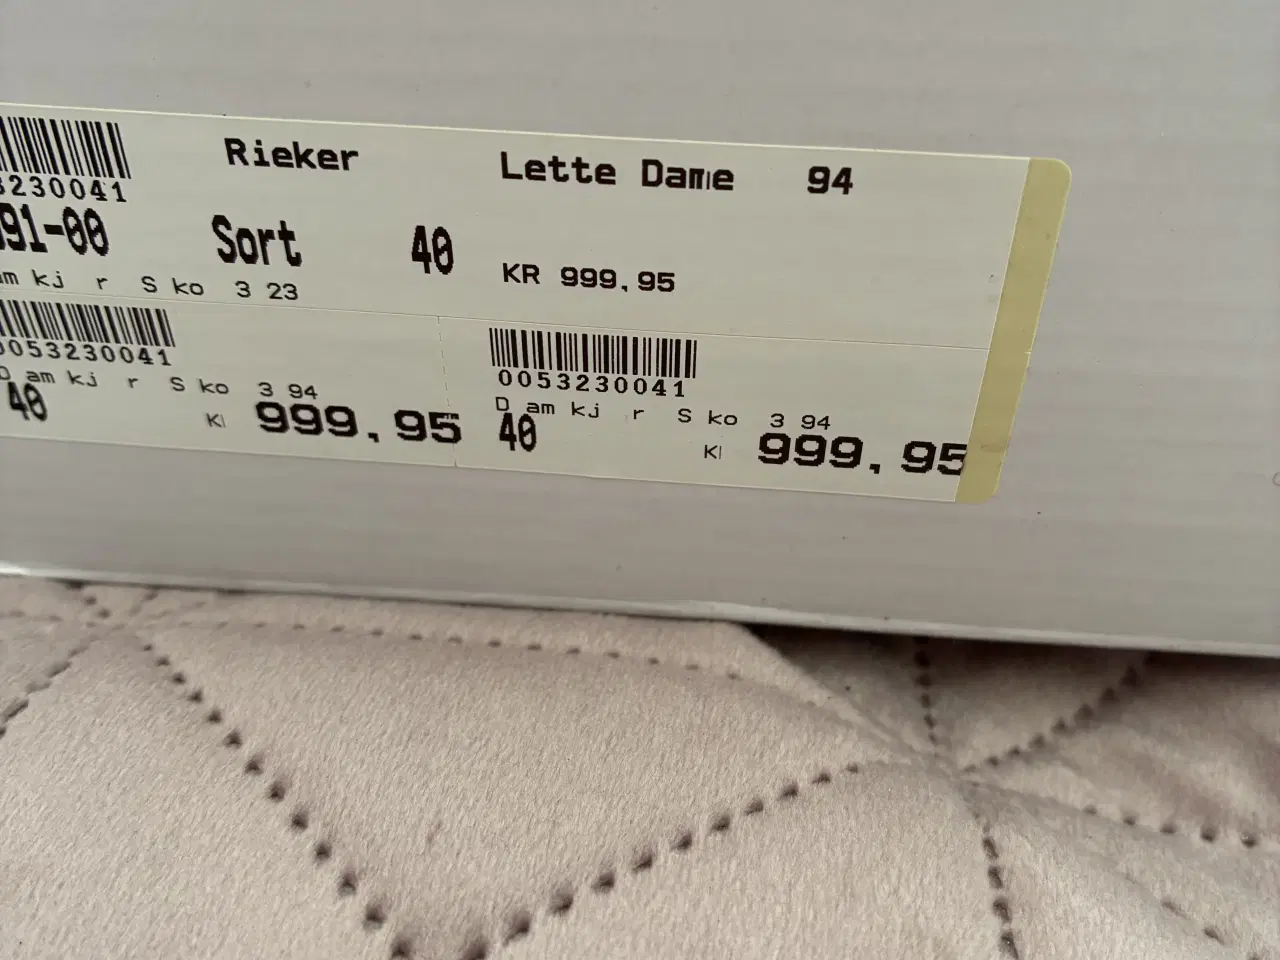 Rieker Lette Dame 94
3230041
91-00 Sort 40 KR 999,95
am kj r S ko 3 23
0053230041
D am kj r S ko 3 94
40 999,95
0053230041
D am kj r S ko 3 94
40 999,95